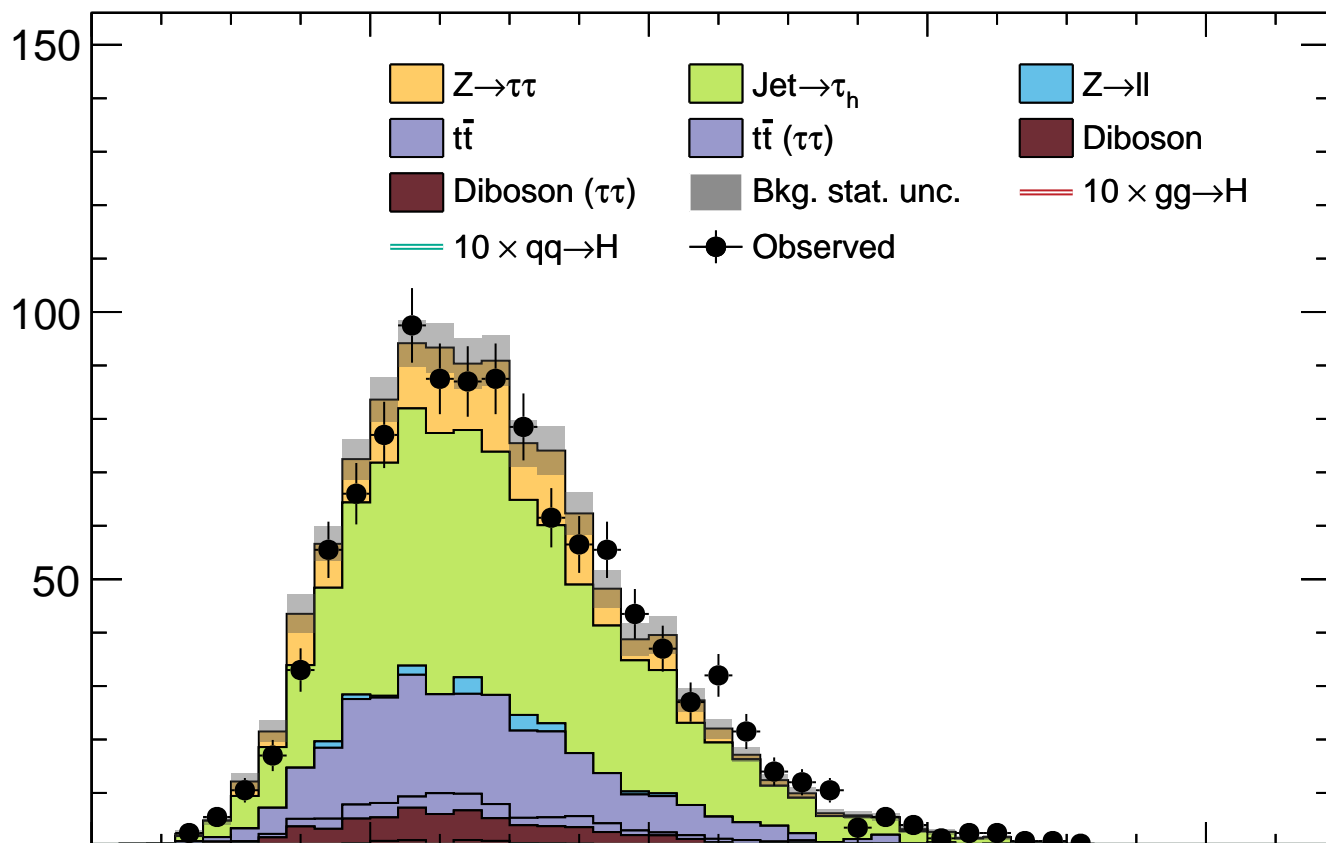 150
Z→ττ Jet→τh Z→ll
tt̄ tt̄ (ττ) Diboson
Diboson (ττ) Bkg. stat. unc. 10 × gg→H
10 × qq→H Observed
100
50